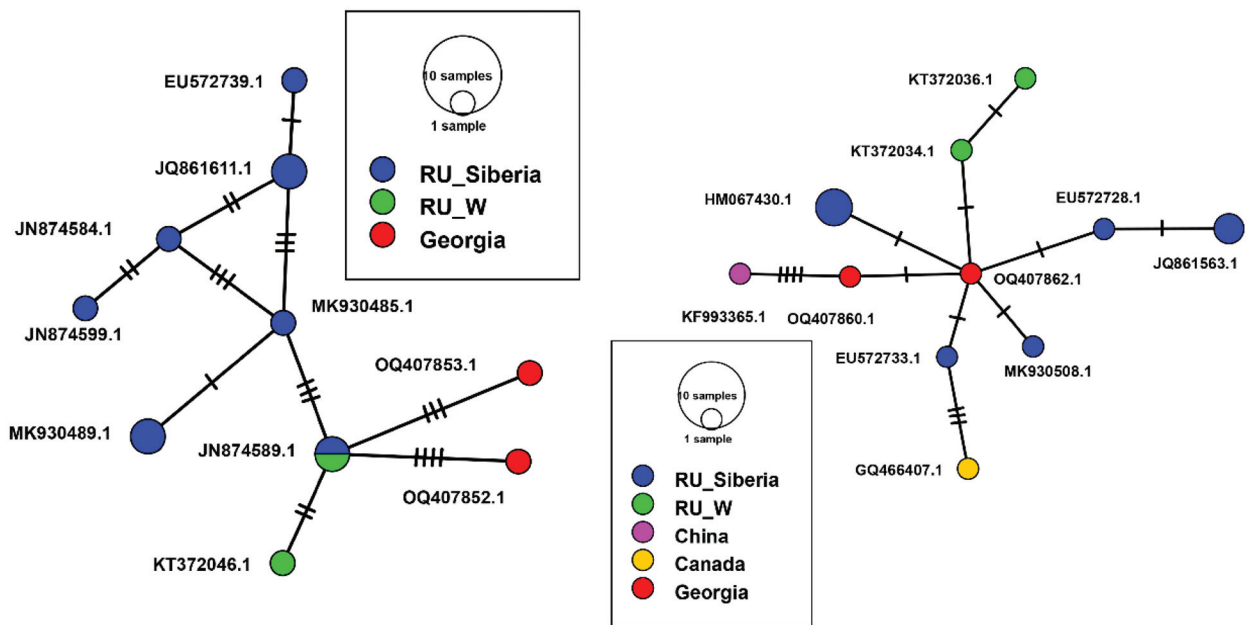 EU572739.1
JQ861611.1
JN874584.1
JN874599.1
MK930485.1
MK930489.1
OQ407853.1
JN874589.1
OQ407852.1
KT372046.1
10 samples
1 sample
RU_Siberia
RU_W
Georgia
KT372036.1
KT372034.1
HM067430.1
EU572728.1
JQ861563.1
OQ407862.1
KF993365.1
OQ407860.1
EU572733.1
MK930508.1
GQ466407.1
10 samples
1 sample
RU_Siberia
RU_W
China
Canada
Georgia